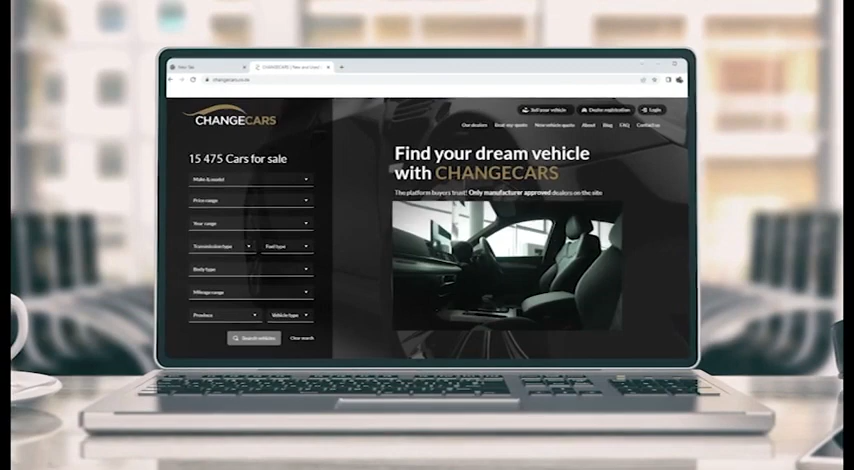 New Tab
CHANGECARS | New and Used
changecars.co.za
CHANGECARS
Sell your vehicle
Dealer registration
Login
Our dealers
Beat my quote
New vehicle quote
About
Blog
FAQ
Contact us
15 475 Cars for sale
Make & model
Price range
Year range
Transmission type
Fuel type
Body type
Mileage range
Province
Vehicle type
Search vehicles
Clear search
Find your dream vehicle
with CHANGECARS
The platform buyers trust! Only manufacturer approved dealers on the site